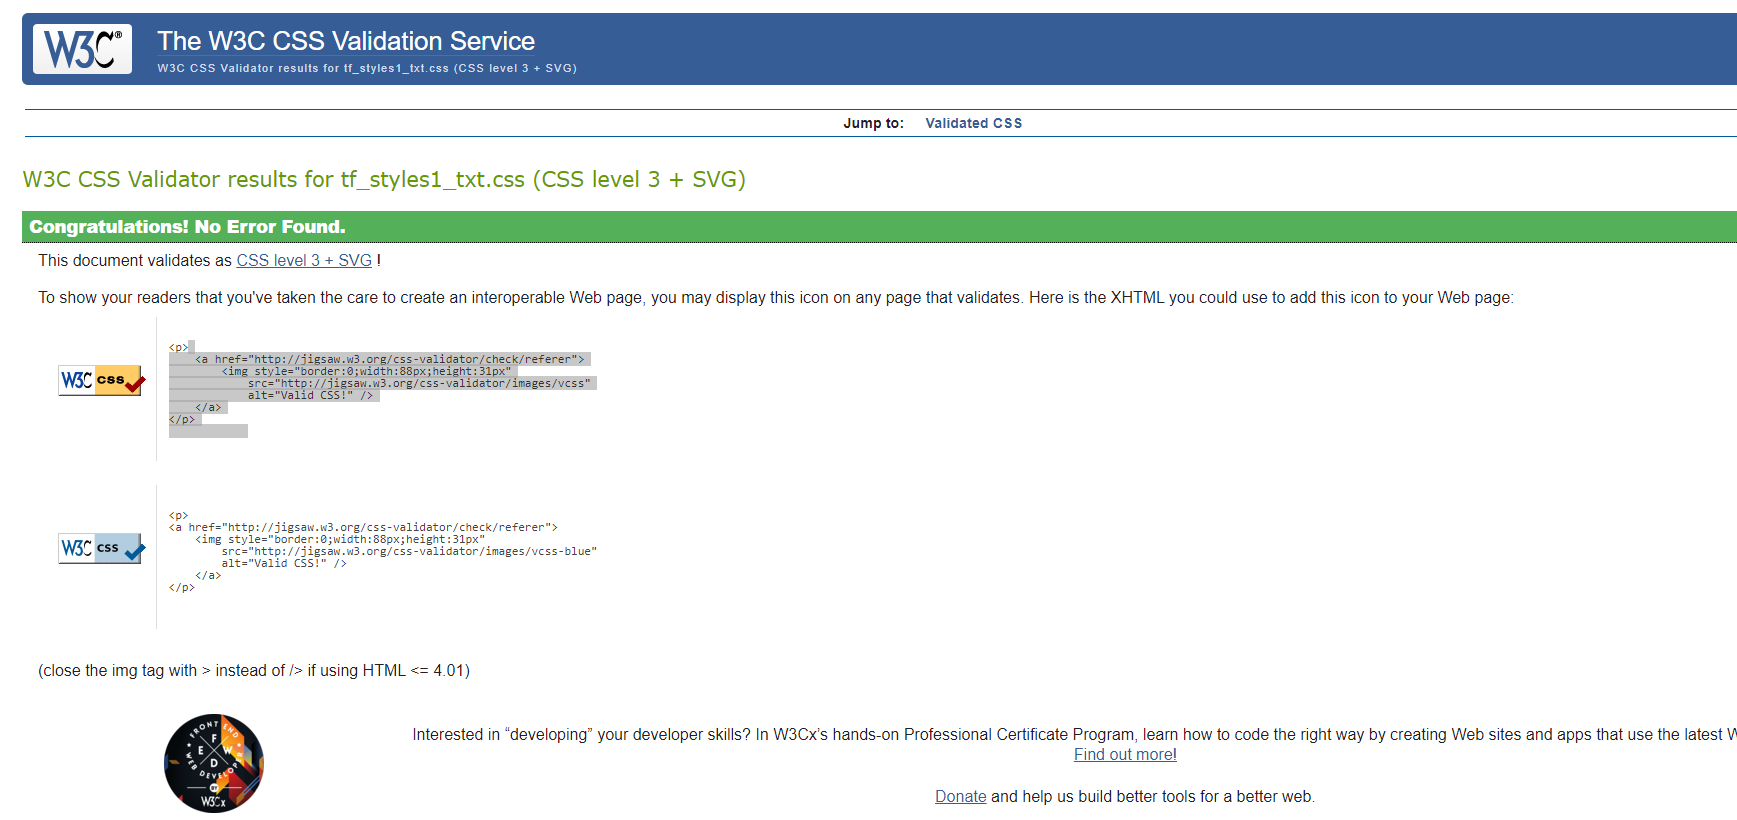 W3C®
The W3C CSS Validation Service
W3C CSS Validator results for tf_styles1_txt.css (CSS level 3 + SVG)
Jump to: Validated CSS
W3C CSS Validator results for tf_styles1_txt.css (CSS level 3 + SVG)
Congratulations! No Error Found.
This document validates as CSS level 3 + SVG !
To show your readers that you've taken the care to create an interoperable Web page, you may display this icon on any page that validates. Here is the XHTML you could use to add this icon to your Web page:
W3C css
<p>
<a href="http://jigsaw.w3.org/css-validator/check/referer">
<img style="border:0;width:88px;height:31px"
src="http://jigsaw.w3.org/css-validator/images/vcss"
alt="Valid CSS!" />
</a>
</p>
W3C css
<p>
<a href="http://jigsaw.w3.org/css-validator/check/referer">
<img style="border:0;width:88px;height:31px"
src="http://jigsaw.w3.org/css-validator/images/vcss-blue"
alt="Valid CSS!" />
</a>
</p>
(close the img tag with > instead of /> if using HTML <= 4.01)
FRONT END
F
E W
D
WEB DEVELOPER
BY
W3Cx
Interested in “developing” your developer skills? In W3Cx’s hands-on Professional Certificate Program, learn how to code the right way by creating Web sites and apps that use the latest
Find out more!
Donate and help us build better tools for a better web.